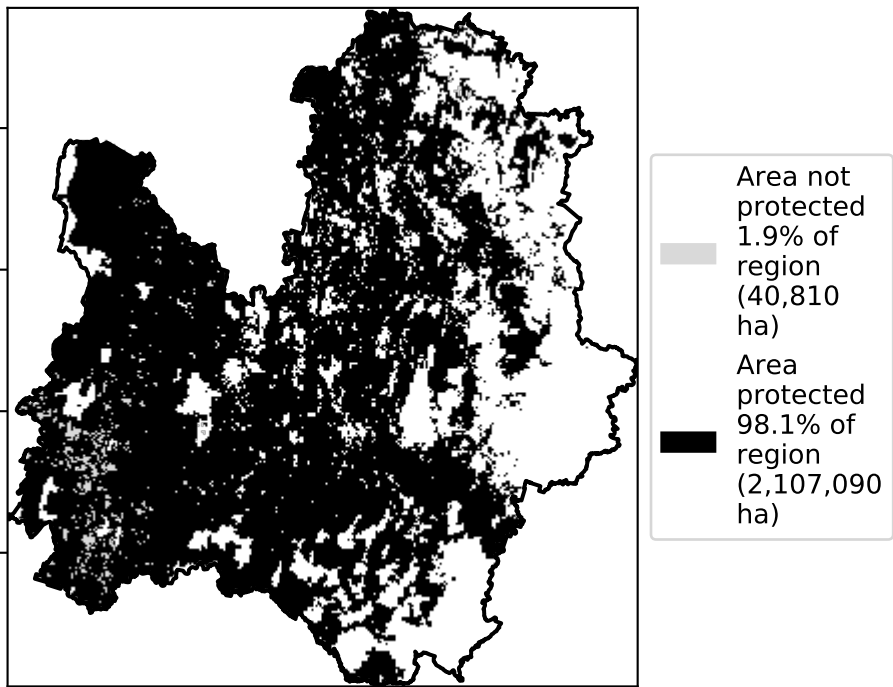 Area not
protected
1.9% of
region
(40,810
ha)
Area
protected
98.1% of
region
(2,107,090
ha)